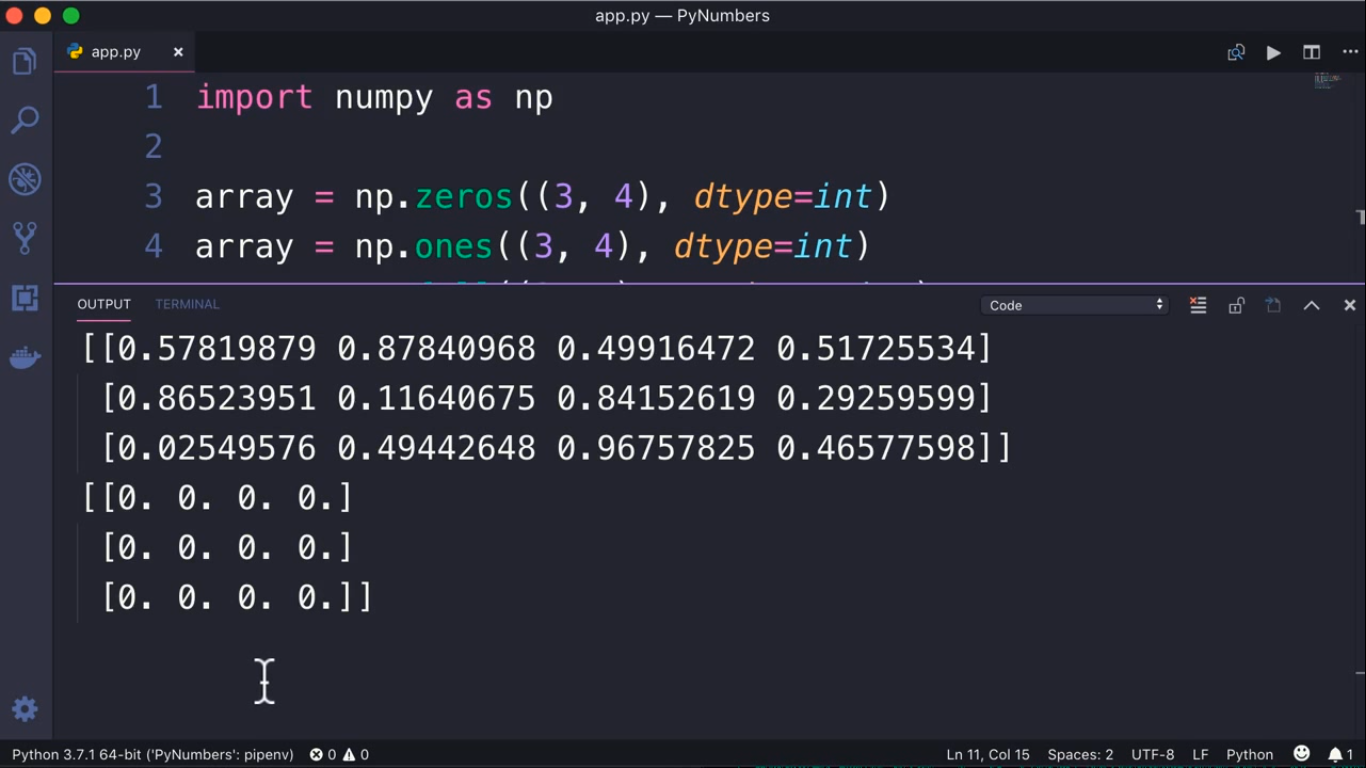 app.py — PyNumbers
app.py
1 import numpy as np
2
3 array = np.zeros((3, 4), dtype=int)
4 array = np.ones((3, 4), dtype=int)
OUTPUT TERMINAL Code
[[0.57819879 0.87840968 0.49916472 0.51725534]
[0.86523951 0.11640675 0.84152619 0.29259599]
[0.02549576 0.49442648 0.96757825 0.46577598]]
[[0. 0. 0. 0.]
[0. 0. 0. 0.]
[0. 0. 0. 0.]]
Python 3.7.1 64-bit ('PyNumbers': pipenv) 0 0 Ln 11, Col 15 Spaces: 2 UTF-8 LF Python 1